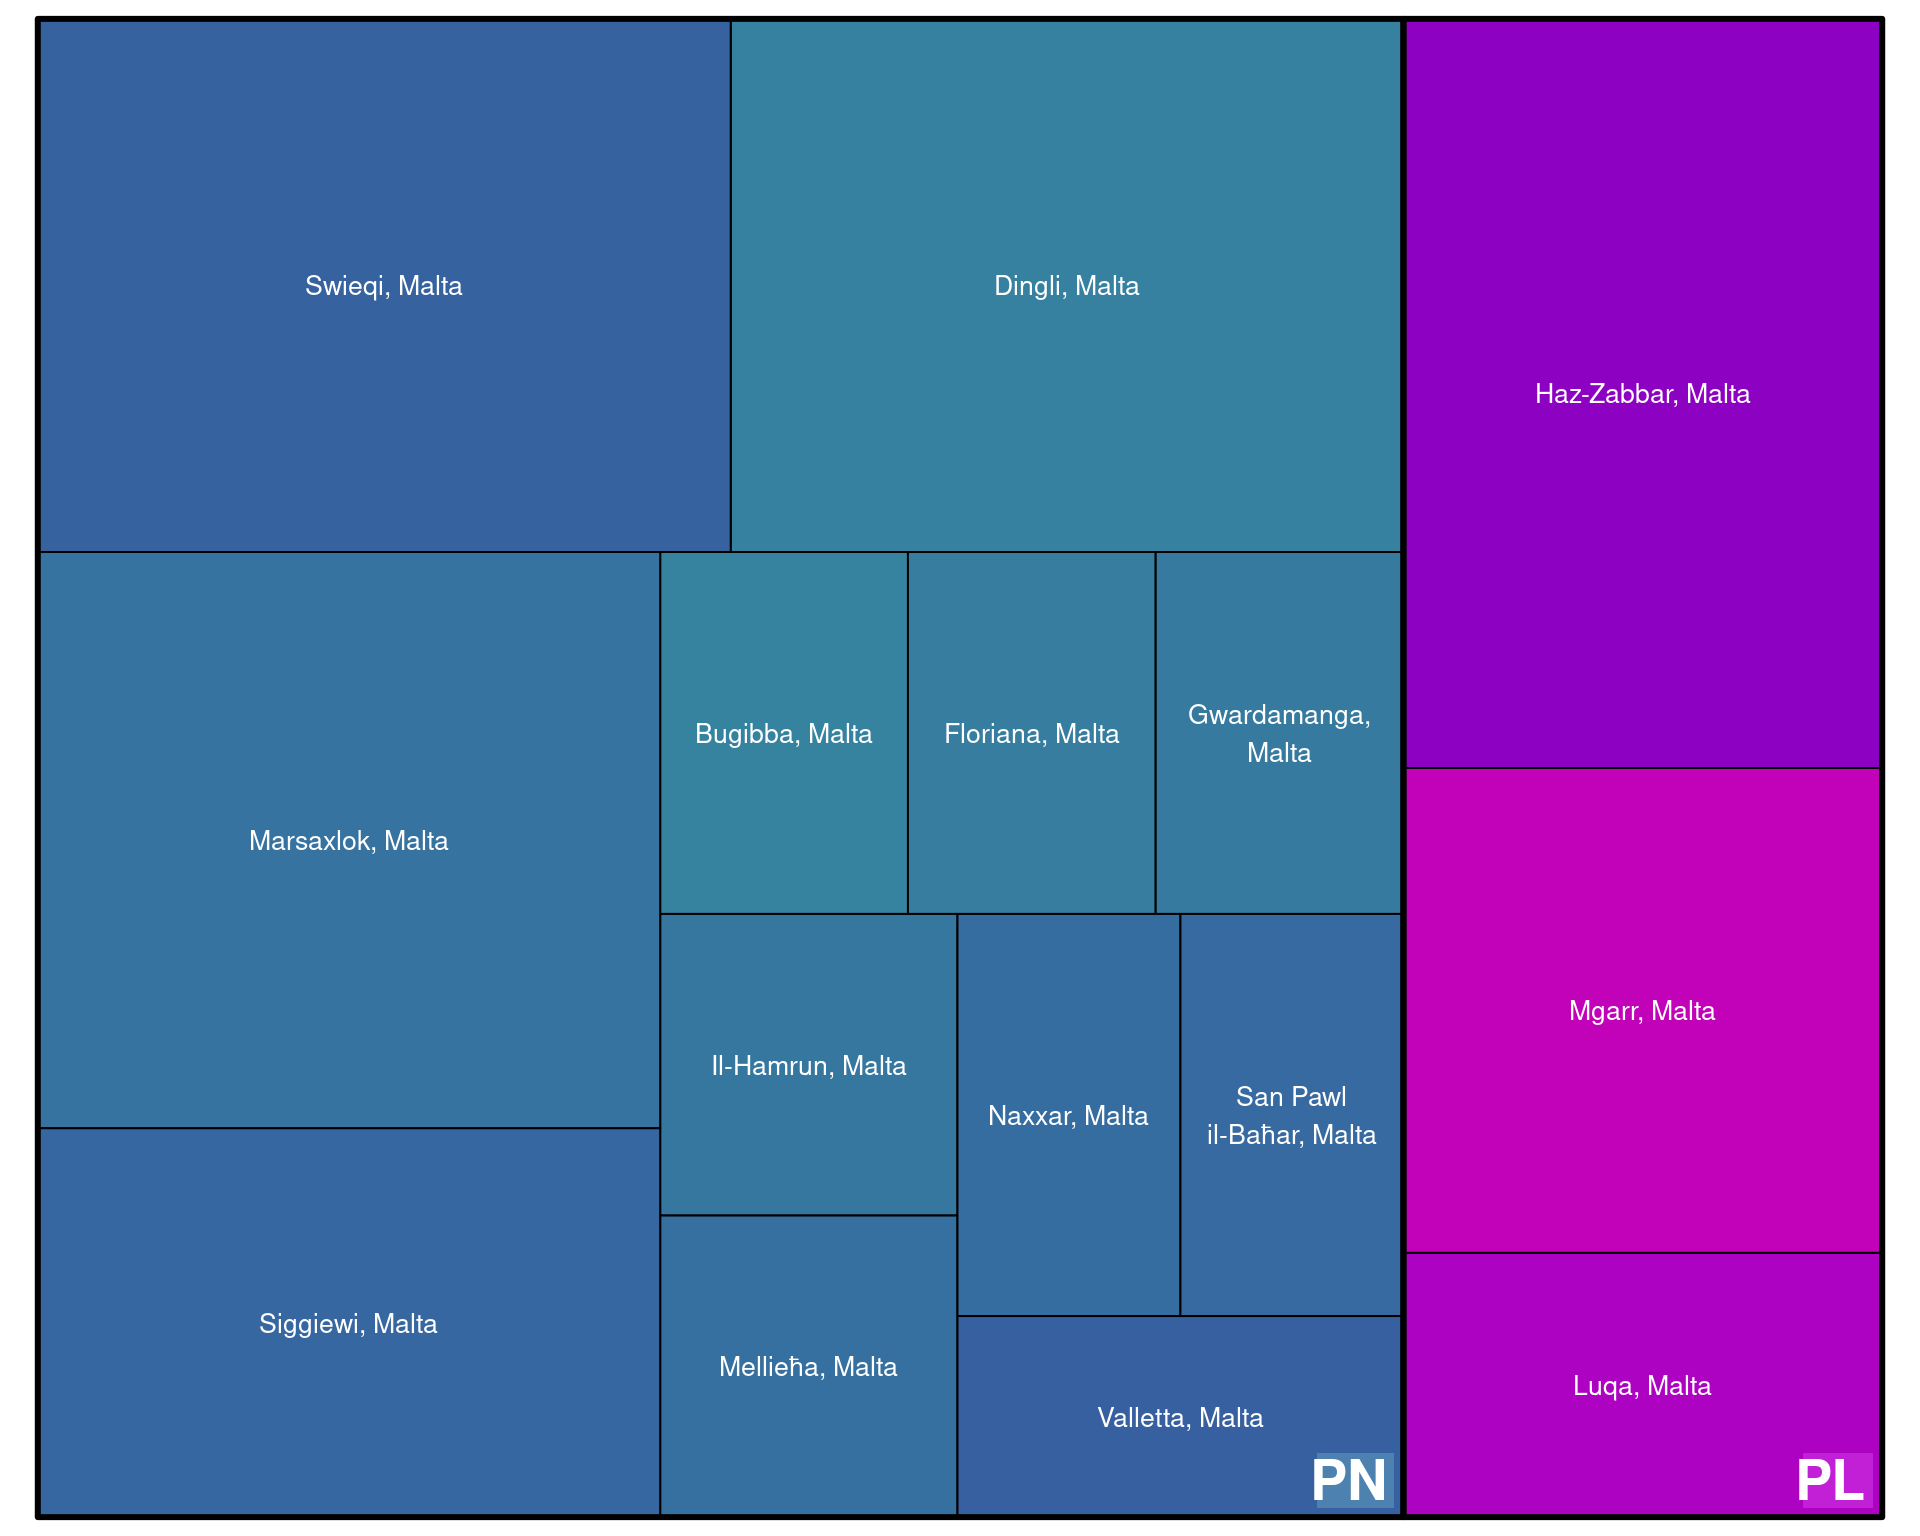 Swieqi, Malta
Dingli, Malta
Haz-Zabbar, Malta
Marsaxlok, Malta
Bugibba, Malta
Floriana, Malta
Gwardamanga,
Malta
Il-Hamrun, Malta
Naxxar, Malta
San Pawl
il-Baħar, Malta
Mgarr, Malta
Siggiewi, Malta
Mellieħa, Malta
Valletta, Malta
Luqa, Malta
PN
PL